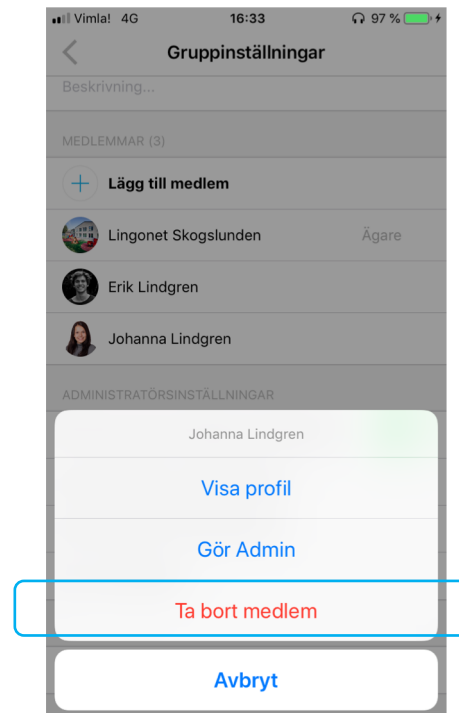 Vimla! 4G 16:33 97 %
Gruppinställningar
Beskrivning...
MEDLEMMAR (3)
Lägg till medlem
Lingonet Skogslunden Ägare
Erik Lindgren
Johanna Lindgren
ADMINISTRATÖRSINSTÄLLNINGAR
Johanna Lindgren
Visa profil
Gör Admin
Ta bort medlem
Avbryt